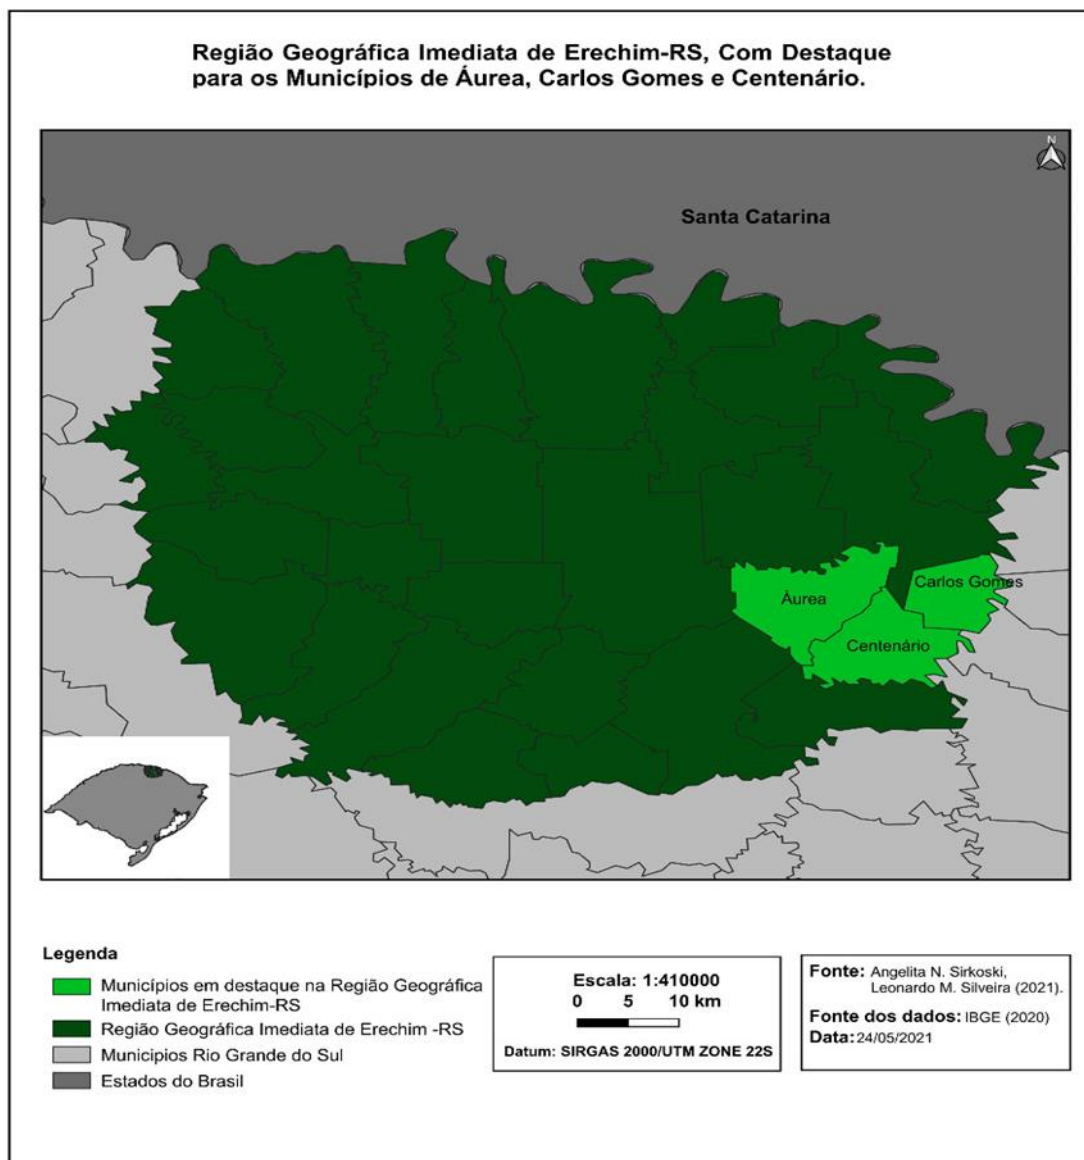 Região Geográfica Imediata de Erechim-RS, Com Destaque
para os Municípios de Áurea, Carlos Gomes e Centenário.
N
Santa Catarina
Carlos Gomes
Àurea
Centenário
Legenda
Municípios em destaque na Região Geográfica
Imediata de Erechim-RS
Região Geográfica Imediata de Erechim -RS
Municipios Rio Grande do Sul
Estados do Brasil
Escala: 1:410000
0 5 10 km
Datum: SIRGAS 2000/UTM ZONE 22S
Fonte: Angelita N. Sirkoski,
Leonardo M. Silveira (2021).
Fonte dos dados: IBGE (2020)
Data: 24/05/2021